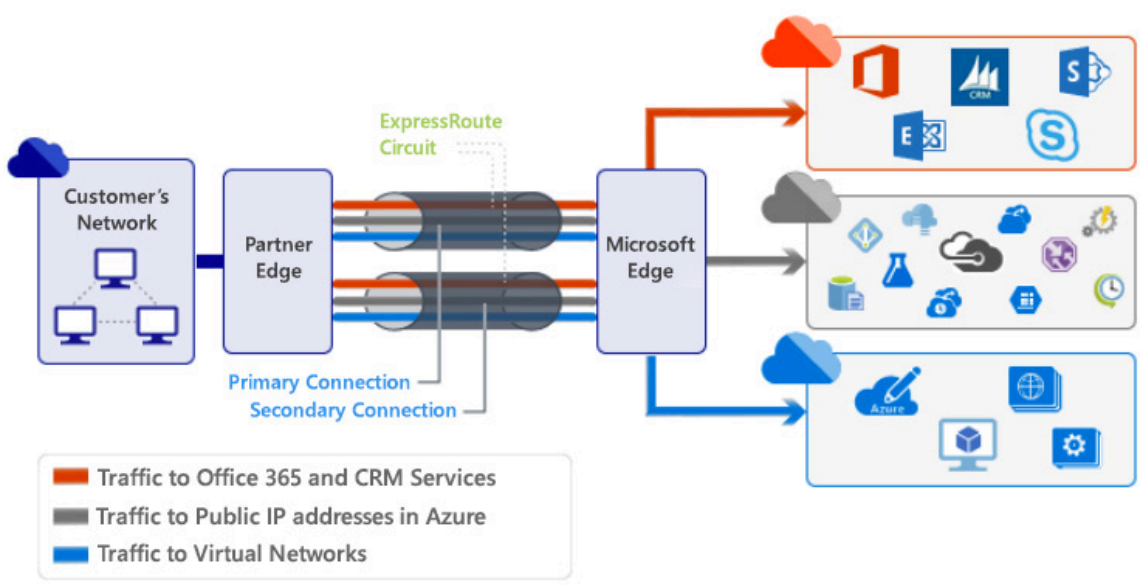 ExpressRoute
Circuit
Customer's
Network
Partner
Edge
Microsoft
Edge
Primary Connection
Secondary Connection
CRM
S
E
S
Azure
Traffic to Office 365 and CRM Services
Traffic to Public IP addresses in Azure
Traffic to Virtual Networks